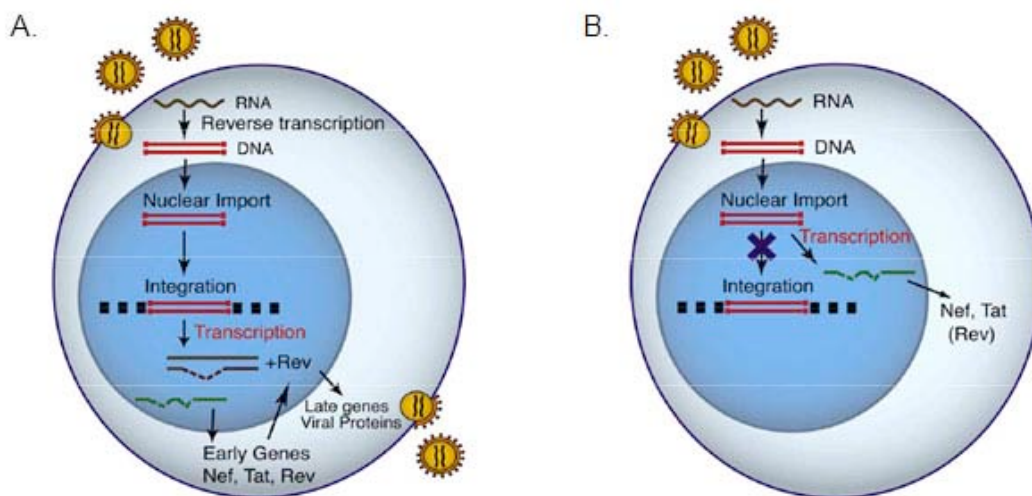 A.
RNA
Reverse transcription
DNA
Nuclear Import
Integration
Transcription
+Rev
Late genes
Viral Proteins
Early Genes
Nef, Tat, Rev
B.
RNA
DNA
Nuclear Import
Transcription
Integration
Nef, Tat
(Rev)